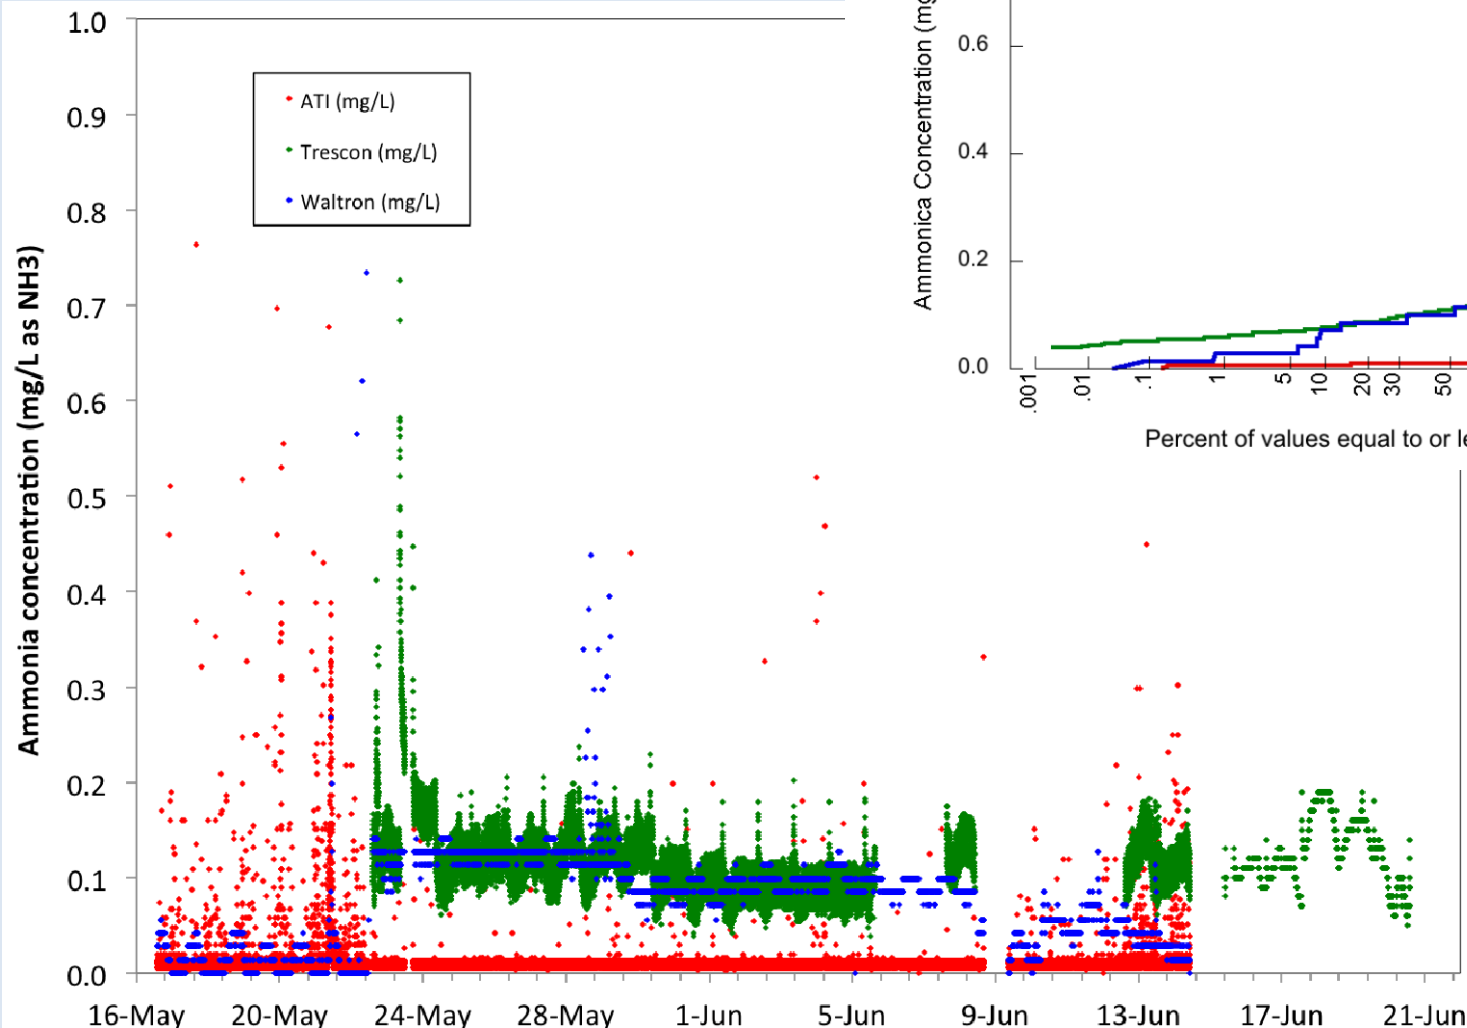 Ammonia concentration (mg/L as NH3)
1.0
0.9
0.8
0.7
0.6
0.5
0.4
0.3
0.2
0.1
0.0
ATI (mg/L)
Trescon (mg/L)
Waltron (mg/L)
16-May 20-May 24-May 28-May 1-Jun 5-Jun 9-Jun 13-Jun 17-Jun 21-Jun
Ammonica Concentration (mg
0.6
0.4
0.2
0.0
.001 .01 .1 1 5 10 20 30 50
Percent of values equal to or le